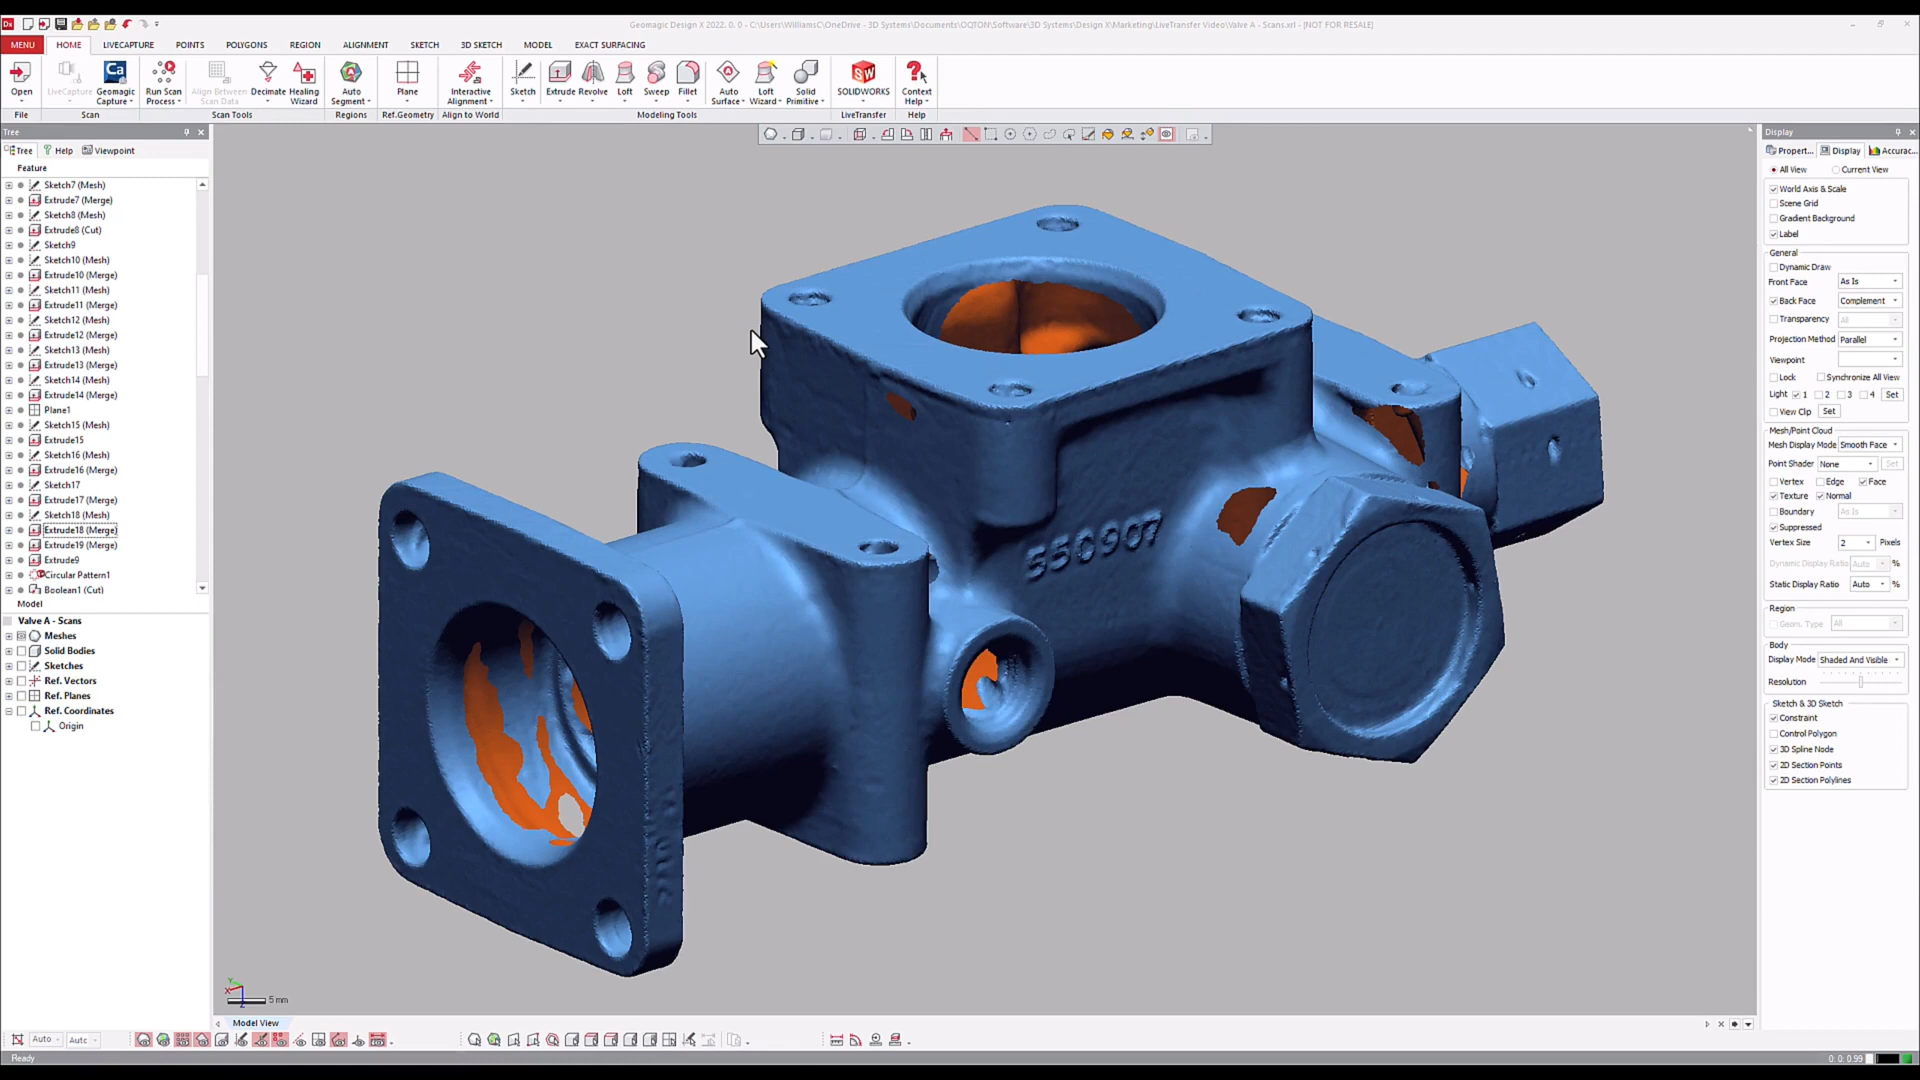 Geomagic Design X 2022. 0. 0 - C:\Users\WilliamsC\OneDrive - 3D Systems\Documents\OQTON\Software\3D Systems\Design X\Marketing\LiveTransfer Video\Valve A - Scans.xrl - [NOT FOR RESALE]
MENU HOME LIVECAPTURE POINTS POLYGONS REGION ALIGNMENT SKETCH 3D SKETCH MODEL EXACT SURFACING
Open LiveCapture Geomagic Capture Run Scan Process Align Between Scan Data Decimate Healing Wizard Auto Segment Plane Interactive Alignment Sketch Extrude Revolve Loft Sweep Fillet Auto Surface Loft Wizard Solid Primitive SOLIDWORKS Context Help
File Scan Scan Tools Regions Ref.Geometry Align to World Modeling Tools LiveTransfer Help
Tree
Tree Help Viewpoint
Feature
Sketch7 (Mesh)
Extrude7 (Merge)
Sketch8 (Mesh)
Extrude8 (Cut)
Sketch9
Sketch10 (Mesh)
Extrude10 (Merge)
Sketch11 (Mesh)
Extrude11 (Merge)
Sketch12 (Mesh)
Extrude12 (Merge)
Sketch13 (Mesh)
Extrude13 (Merge)
Sketch14 (Mesh)
Extrude14 (Merge)
Plane1
Sketch15 (Mesh)
Extrude15
Sketch16 (Mesh)
Extrude16 (Merge)
Sketch17
Extrude17 (Merge)
Sketch18 (Mesh)
Extrude18 (Merge)
Extrude19 (Merge)
Extrude9
Circular Pattern1
Boolean1 (Cut)
Model
Valve A - Scans
Meshes
Solid Bodies
Sketches
Ref. Vectors
Ref. Planes
Ref. Coordinates
Origin
550907
5 mm
Model View
Auto Auto
Ready
Display
Propert... Display Accurac...
All View Current View
World Axis & Scale
Scene Grid
Gradient Background
Label
General
Dynamic Draw
Front Face As Is
Back Face Complement
Transparency All
Projection Method Parallel
Viewpoint
Lock Synchronize All View
Light 1 2 3 4 Set
View Clip Set
Mesh/Point Cloud
Mesh Display Mode Smooth Face
Point Shader None Set
Vertex Edge Face
Texture Normal
Boundary As Is
Suppressed
Vertex Size 2 Pixels
Dynamic Display Ratio Auto %
Static Display Ratio Auto %
Region
Geom. Type All
Body
Display Mode Shaded And Visible
Resolution
Sketch & 3D Sketch
Constraint
Control Polygon
3D Spline Node
2D Section Points
2D Section Polylines
0: 0: 0.99